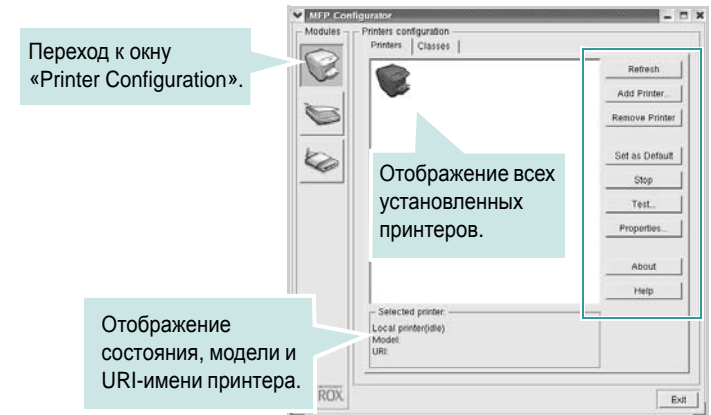 MFP Configurator
Modules
Printers configuration
Printers
Classes
Переход к окну
«Printer Configuration».
Refresh
Add Printer...
Remove Printer
Set as Default
Stop
Test...
Properties...
About
Help
Отображение всех
установленных
принтеров.
Selected printer:
Local printer(idle)
Model:
URI:
Отображение
состояния, модели и
URI-имени принтера.
Exit